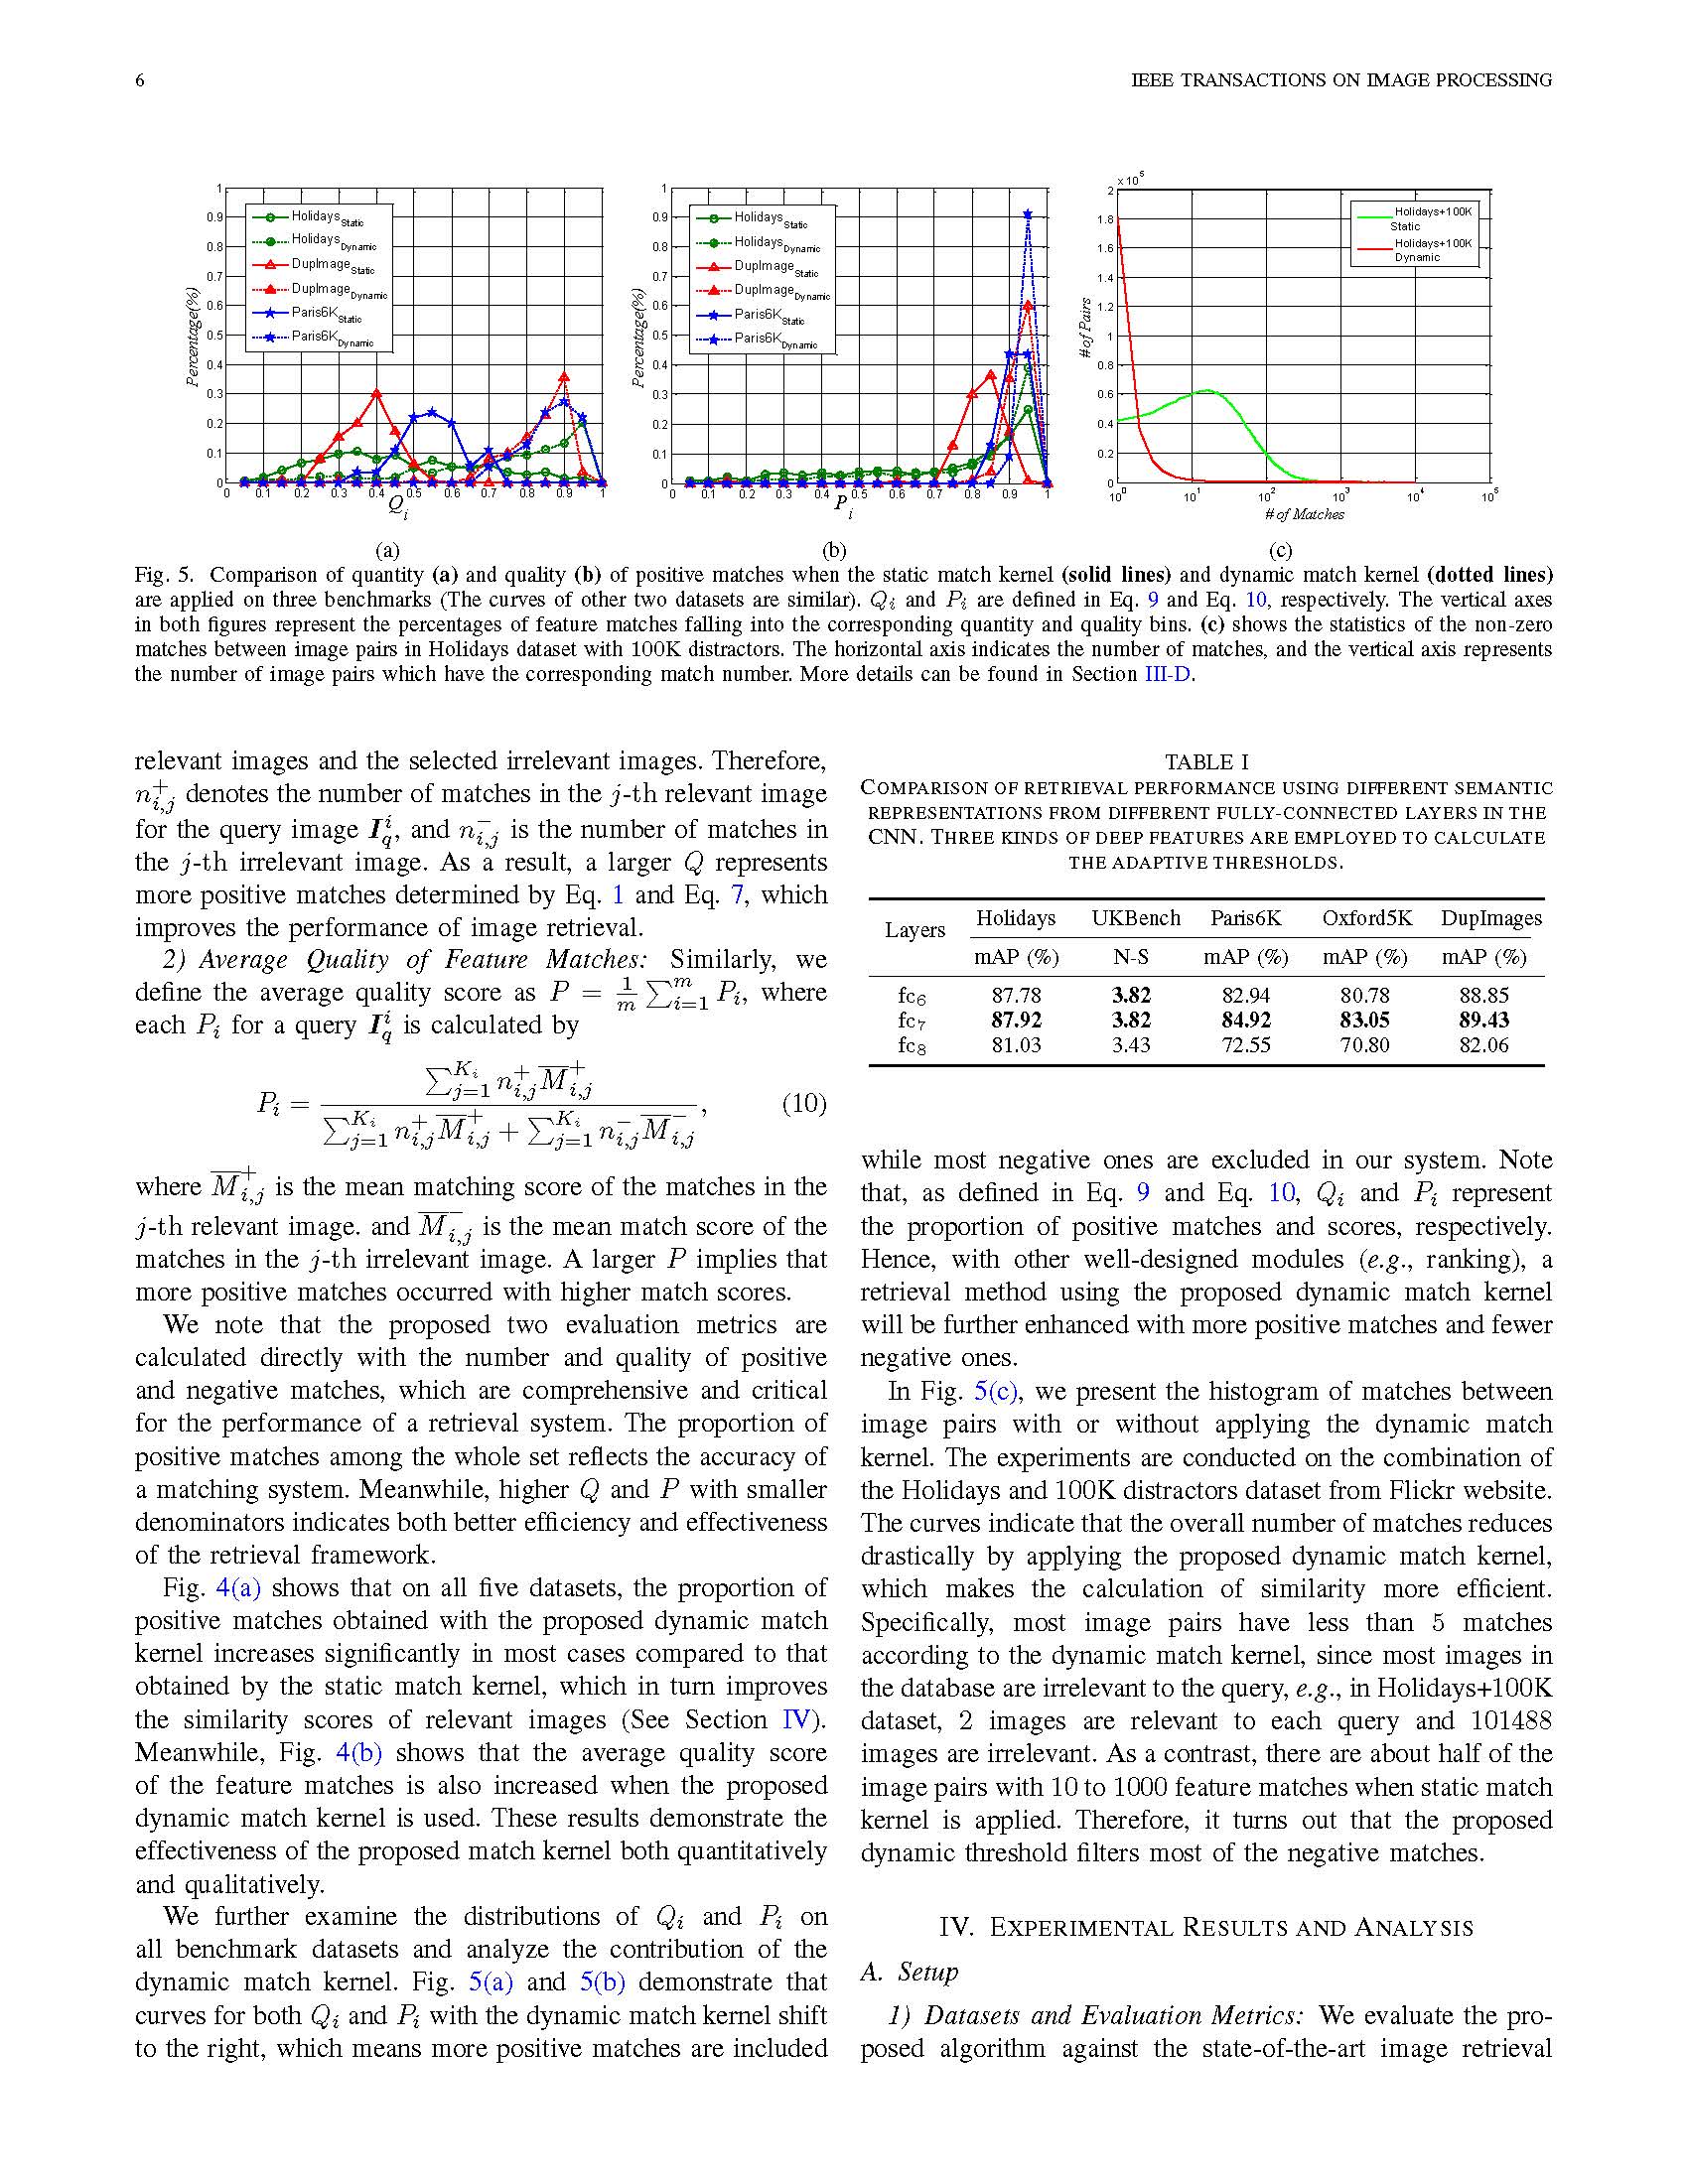 6
IEEE TRANSACTIONS ON IMAGE PROCESSING
1
0.9
0.8
0.7
0.6
0.5
0.4
0.3
0.2
0.1
0
0 0.1 0.2 0.3 0.4 0.5 0.6 0.7 0.8 0.9 1
Percentage(%)
Q_i
Holidays_Static
Holidays_Dynamic
DupImage_Static
DupImage_Dynamic
Paris6K_Static
Paris6K_Dynamic
(a)
1
0.9
0.8
0.7
0.6
0.5
0.4
0.3
0.2
0.1
0
0 0.1 0.2 0.3 0.4 0.5 0.6 0.7 0.8 0.9 1
Percentage(%)
P_i
Holidays_Static
Holidays_Dynamic
DupImage_Static
DupImage_Dynamic
Paris6K_Static
Paris6K_Dynamic
(b)
x 10^5
2
1.8
1.6
1.4
1.2
1
0.8
0.6
0.4
0.2
0
10^0 10^1 10^2 10^3 10^4 10^5
# of Pairs
# of Matches
Holidays+100K
Static
Holidays+100K
Dynamic
(c)
Fig. 5. Comparison of quantity (a) and quality (b) of positive matches when the static match kernel (solid lines) and dynamic match kernel (dotted lines)
are applied on three benchmarks (The curves of other two datasets are similar). Q_i and P_i are defined in Eq. 9 and Eq. 10, respectively. The vertical axes
in both figures represent the percentages of feature matches falling into the corresponding quantity and quality bins. (c) shows the statistics of the non-zero
matches between image pairs in Holidays dataset with 100K distractors. The horizontal axis indicates the number of matches, and the vertical axis represents
the number of image pairs which have the corresponding match number. More details can be found in Section III-D.
relevant images and the selected irrelevant images. Therefore,
n^+_{i,j} denotes the number of matches in the j-th relevant image
for the query image I^i_q, and n^-_{i,j} is the number of matches in
the j-th irrelevant image. As a result, a larger Q represents
more positive matches determined by Eq. 1 and Eq. 7, which
improves the performance of image retrieval.
2) Average Quality of Feature Matches: Similarly, we
define the average quality score as P = \frac{1}{m} \sum_{i=1}^{m} P_i, where
each P_i for a query I^i_q is calculated by
P_i = \frac{\sum_{j=1}^{K_i} n^+_{i,j} \overline{M}^+_{i,j}}{\sum_{j=1}^{K_i} n^+_{i,j} \overline{M}^+_{i,j} + \sum_{j=1}^{K_i} n^-_{i,j} \overline{M}^-_{i,j}}, (10)
where \overline{M}^+_{i,j} is the mean matching score of the matches in the
j-th relevant image. and \overline{M}^-_{i,j} is the mean match score of the
matches in the j-th irrelevant image. A larger P implies that
more positive matches occurred with higher match scores.
We note that the proposed two evaluation metrics are
calculated directly with the number and quality of positive
and negative matches, which are comprehensive and critical
for the performance of a retrieval system. The proportion of
positive matches among the whole set reflects the accuracy of
a matching system. Meanwhile, higher Q and P with smaller
denominators indicates both better efficiency and effectiveness
of the retrieval framework.
Fig. 4(a) shows that on all five datasets, the proportion of
positive matches obtained with the proposed dynamic match
kernel increases significantly in most cases compared to that
obtained by the static match kernel, which in turn improves
the similarity scores of relevant images (See Section IV).
Meanwhile, Fig. 4(b) shows that the average quality score
of the feature matches is also increased when the proposed
dynamic match kernel is used. These results demonstrate the
effectiveness of the proposed match kernel both quantitatively
and qualitatively.
We further examine the distributions of Q_i and P_i on
all benchmark datasets and analyze the contribution of the
dynamic match kernel. Fig. 5(a) and 5(b) demonstrate that
curves for both Q_i and P_i with the dynamic match kernel shift
to the right, which means more positive matches are included
TABLE I
COMPARISON OF RETRIEVAL PERFORMANCE USING DIFFERENT SEMANTIC
REPRESENTATIONS FROM DIFFERENT FULLY-CONNECTED LAYERS IN THE
CNN. THREE KINDS OF DEEP FEATURES ARE EMPLOYED TO CALCULATE
THE ADAPTIVE THRESHOLDS.
Layers Holidays UKBench Paris6K Oxford5K DupImages
mAP (%) N-S mAP (%) mAP (%) mAP (%)
fc6 87.78 3.82 82.94 80.78 88.85
fc7 87.92 3.82 84.92 83.05 89.43
fc8 81.03 3.43 72.55 70.80 82.06
while most negative ones are excluded in our system. Note
that, as defined in Eq. 9 and Eq. 10, Q_i and P_i represent
the proportion of positive matches and scores, respectively.
Hence, with other well-designed modules (e.g., ranking), a
retrieval method using the proposed dynamic match kernel
will be further enhanced with more positive matches and fewer
negative ones.
In Fig. 5(c), we present the histogram of matches between
image pairs with or without applying the dynamic match
kernel. The experiments are conducted on the combination of
the Holidays and 100K distractors dataset from Flickr website.
The curves indicate that the overall number of matches reduces
drastically by applying the proposed dynamic match kernel,
which makes the calculation of similarity more efficient.
Specifically, most image pairs have less than 5 matches
according to the dynamic match kernel, since most images in
the database are irrelevant to the query, e.g., in Holidays+100K
dataset, 2 images are relevant to each query and 101488
images are irrelevant. As a contrast, there are about half of the
image pairs with 10 to 1000 feature matches when static match
kernel is applied. Therefore, it turns out that the proposed
dynamic threshold filters most of the negative matches.
IV. EXPERIMENTAL RESULTS AND ANALYSIS
A. Setup
1) Datasets and Evaluation Metrics: We evaluate the pro-
posed algorithm against the state-of-the-art image retrieval